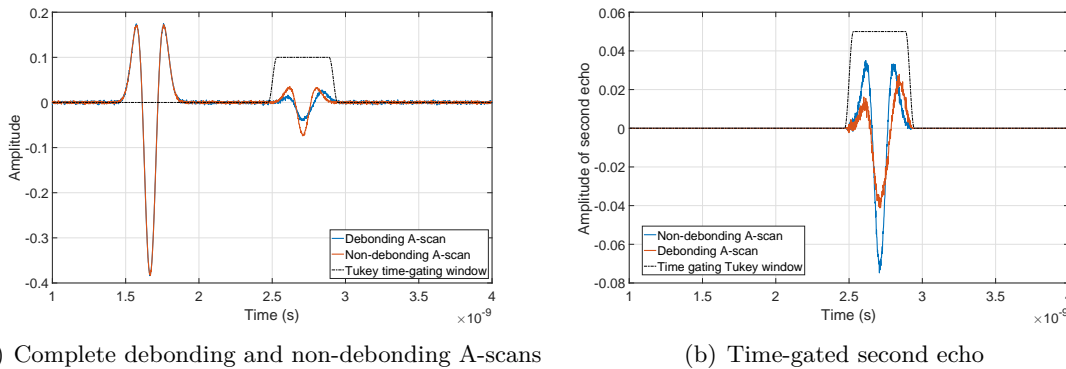 0.2
0.1
0
-0.1
-0.2
-0.3
-0.4
Amplitude
Debonding A-scan
Non-debonding A-scan
Tukey time-gating window
1 1.5 2 2.5 3 3.5 4
Time (s) ×10⁻⁹
) Complete debonding and non-debonding A-scans
0.06
0.04
0.02
0
-0.02
-0.04
-0.06
-0.08
Amplitude of second echo
Non-debonding A-scan
Debonding A-scan
Time gating Tukey window
1 1.5 2 2.5 3 3.5 4
Time (s) ×10⁻⁹
(b) Time-gated second echo